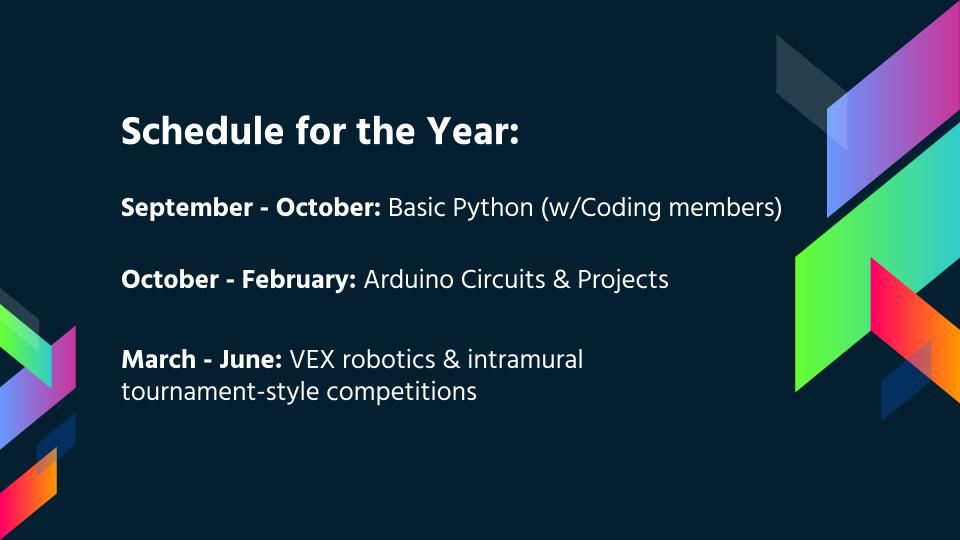 Schedule for the Year:
September - October: Basic Python (w/Coding members)
October - February: Arduino Circuits & Projects
March - June: VEX robotics & intramural
tournament-style competitions